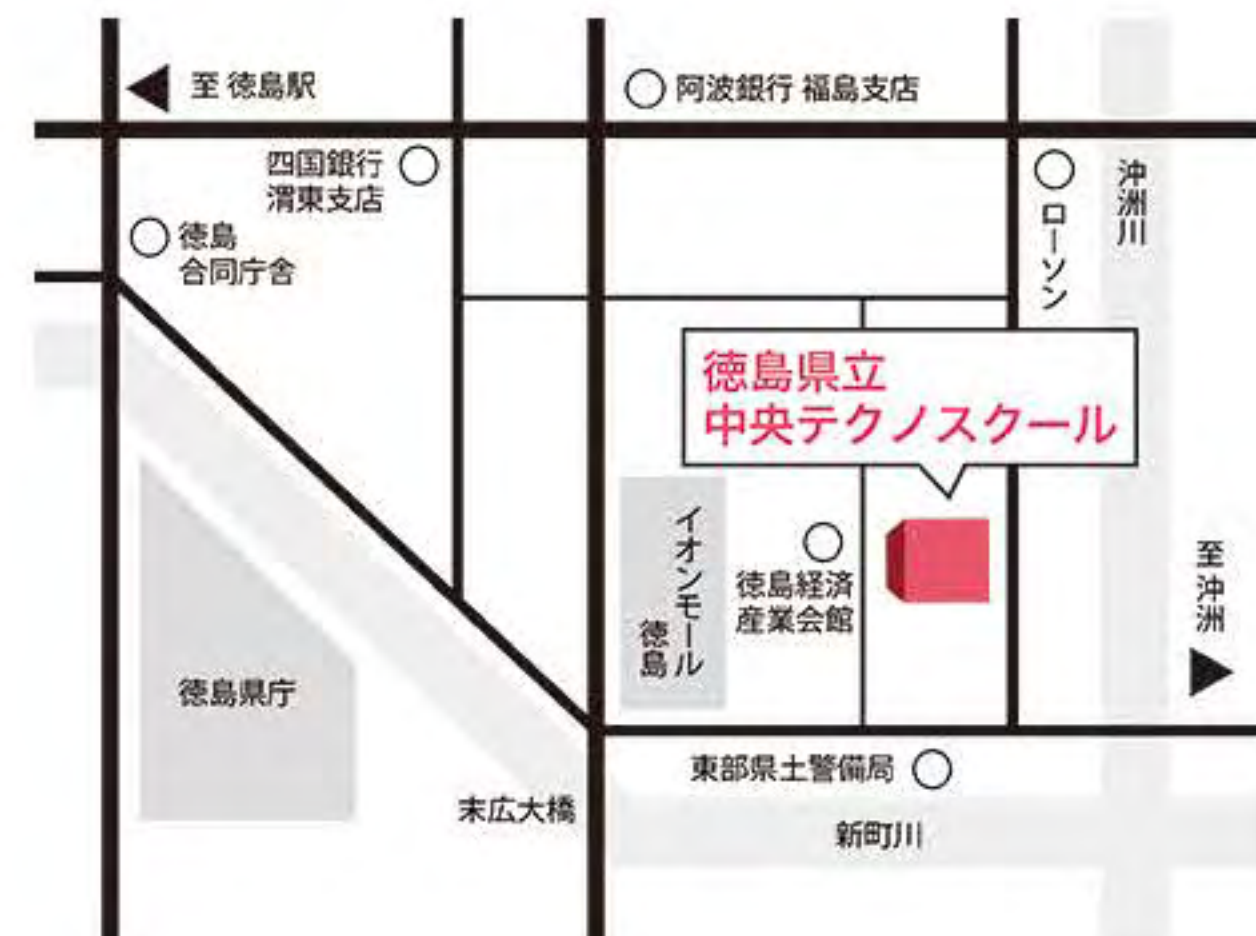 至 徳島駅
阿波銀行 福島支店
四国銀行
渭東支店
徳島
合同庁舎
ローソン
沖洲川
徳島県立
中央テクノスクール
イオンモール
徳島
徳島経済
産業会館
至 沖洲
徳島県庁
東部県土警備局
末広大橋
新町川